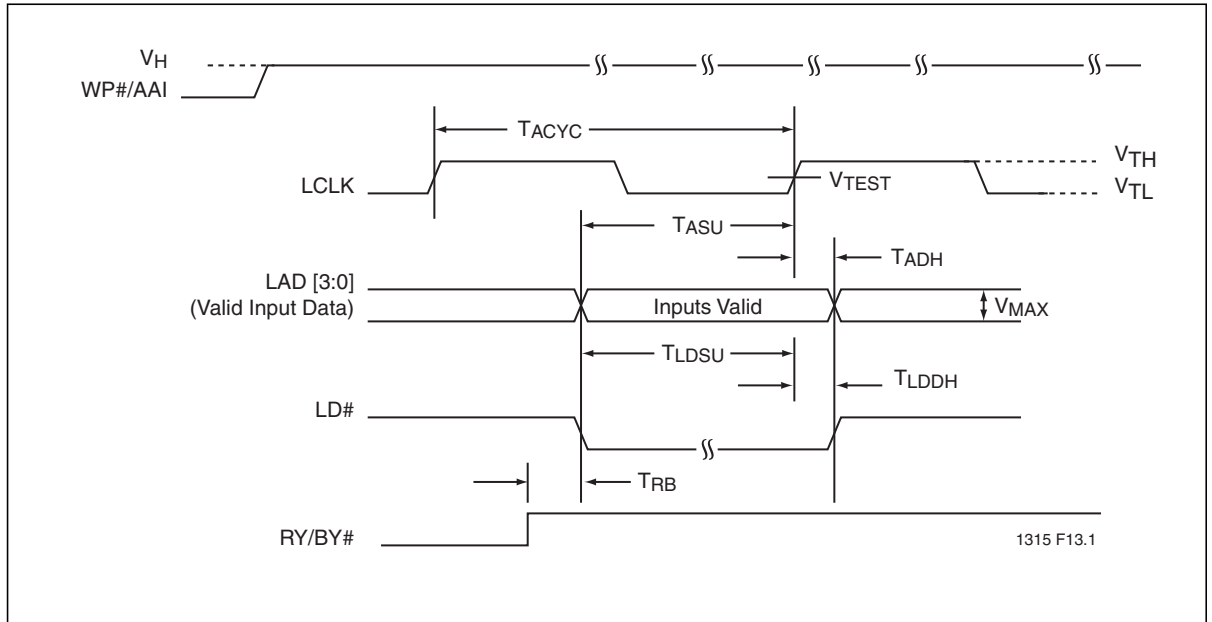 VH
WP#/AAI
TACYC
LCLK
VTEST
VTH
VTL
TASU
TADH
LAD [3:0]
(Valid Input Data)
Inputs Valid
VMAX
TLDSU
TLDDH
LD#
TRB
RY/BY#
1315 F13.1